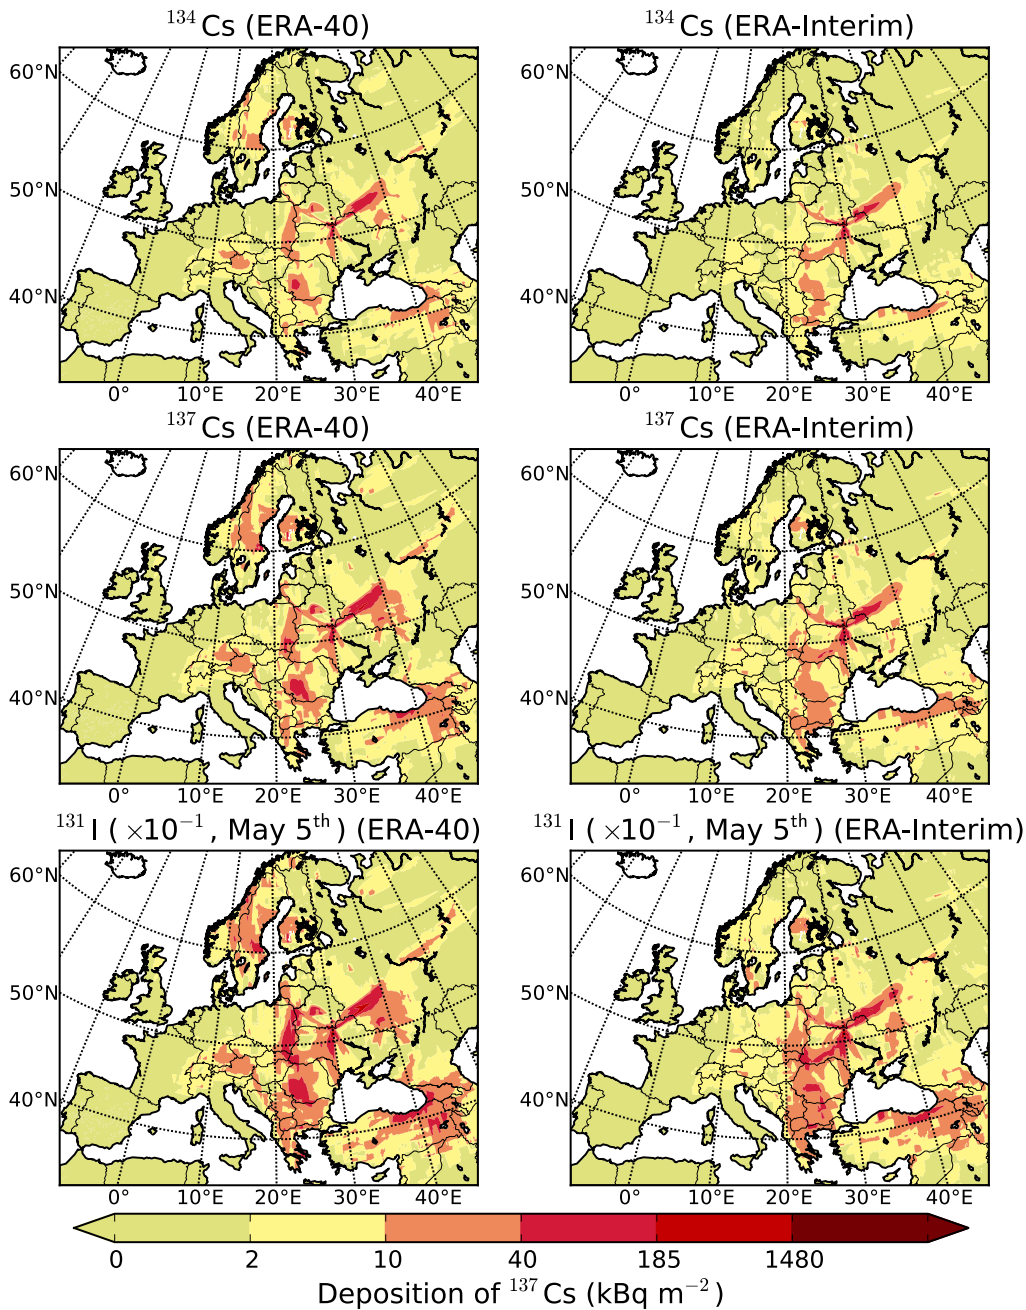 ¹³⁴Cs (ERA-40) ¹³⁴Cs (ERA-Interim)
60°N 60°N
50°N 50°N
40°N 40°N
0° 10°E 20°E 30°E 40°E 0° 10°E 20°E 30°E 40°E
¹³⁷Cs (ERA-40) ¹³⁷Cs (ERA-Interim)
60°N 60°N
50°N 50°N
40°N 40°N
0° 10°E 20°E 30°E 40°E 0° 10°E 20°E 30°E 40°E
¹³¹I (×10⁻¹, May 5ᵗʰ) (ERA-40) ¹³¹I (×10⁻¹, May 5ᵗʰ) (ERA-Interim)
60°N 60°N
50°N 50°N
40°N 40°N
0° 10°E 20°E 30°E 40°E 0° 10°E 20°E 30°E 40°E
0 2 10 40 185 1480
Deposition of ¹³⁷Cs (kBq m⁻²)